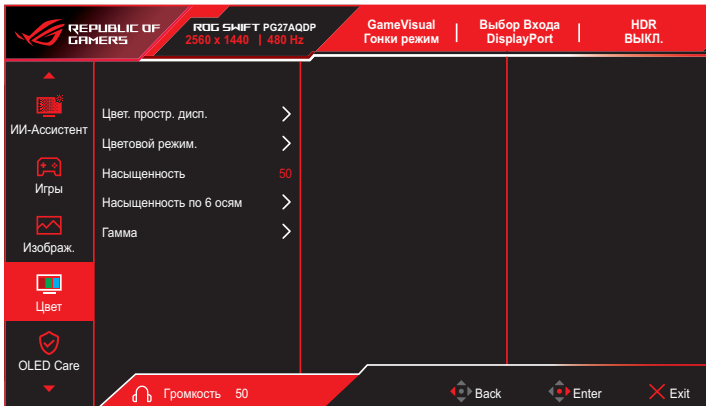 REPUBLIC OF
GAMERS
ROG SWIFT PG27AQDP
2560 x 1440 | 480 Hz
GameVisual
Гонки режим
Выбор Входа
DisplayPort
HDR
ВЫКЛ.
ИИ-Ассистент
Игры
Изображ.
Цвет
OLED Care
Цвет. простр. дисп.
Цветовой режим.
Насыщенность 50
Насыщенность по 6 осям
Гамма
Громкость 50
Back
Enter
Exit